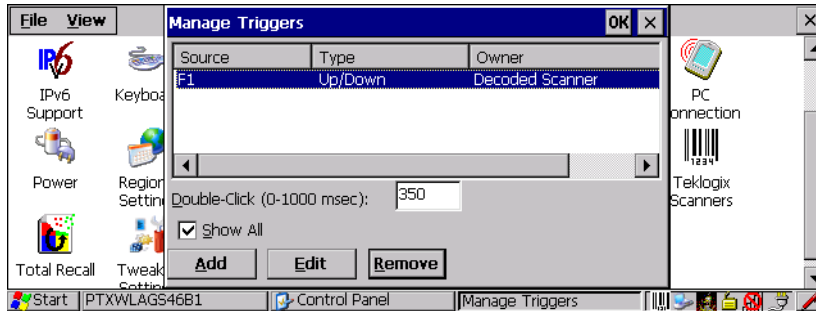 File View
Manage Triggers OK
Source Type Owner
F1 Up/Down Decoded Scanner
IPv6
Support
PC
Power
Teklogix
Scanners
Double-Click (0-1000 msec): 350
Show All
Add Edit Remove
Total Recall Tweak
Start PTXWLAGS46B1 Control Panel Manage Triggers